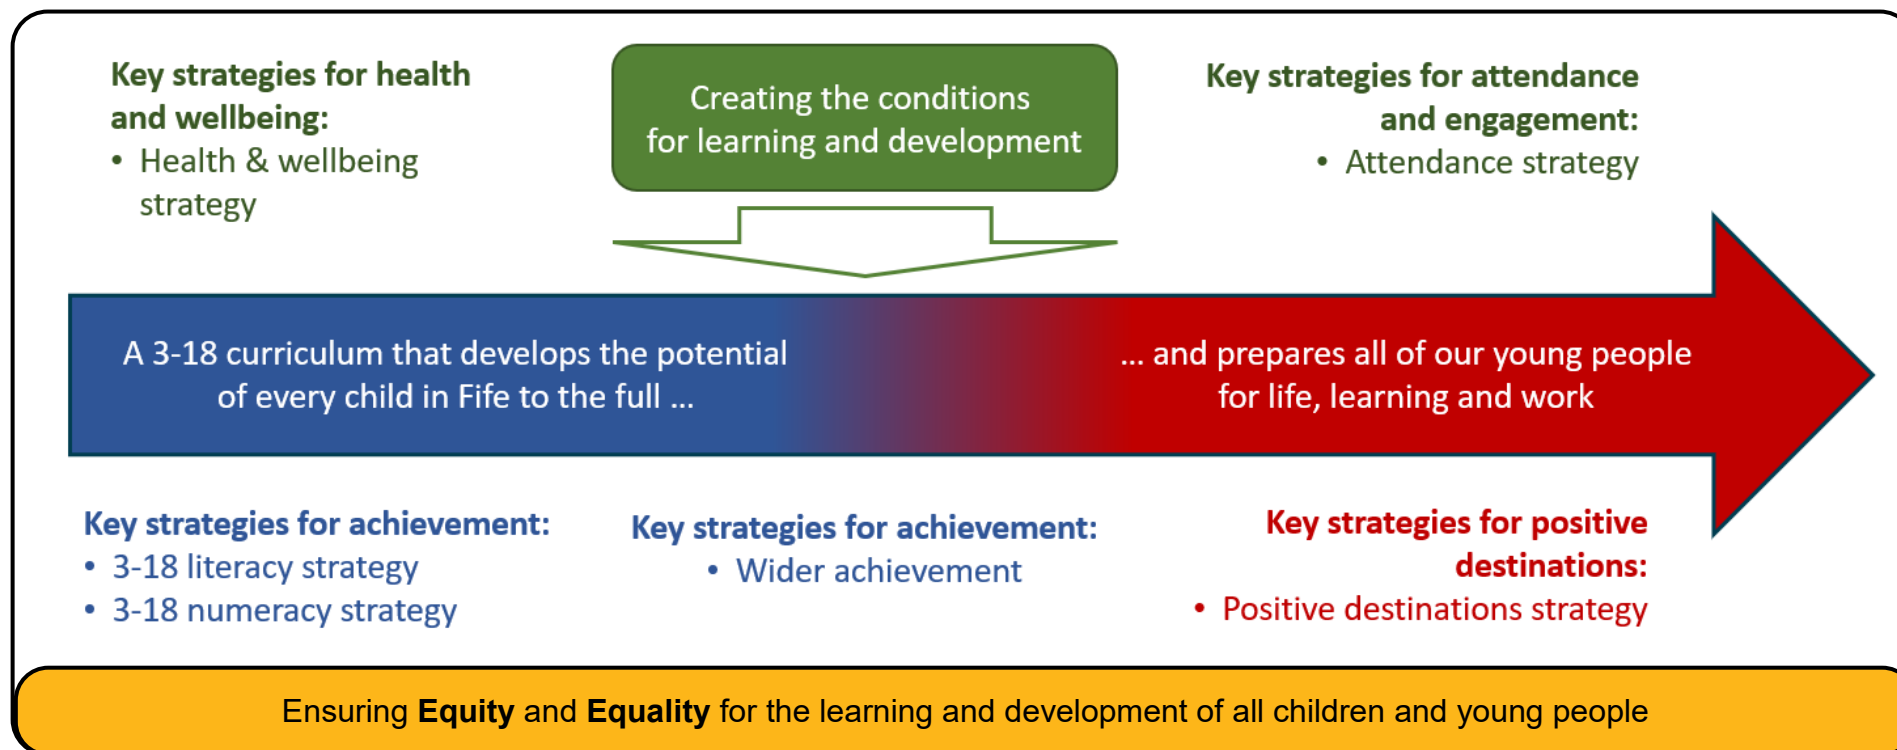 Key strategies for health
and wellbeing:
• Health & wellbeing
strategy
Creating the conditions
for learning and development
Key strategies for attendance
and engagement:
• Attendance strategy
A 3-18 curriculum that develops the potential
of every child in Fife to the full ...
... and prepares all of our young people
for life, learning and work
Key strategies for achievement:
• 3-18 literacy strategy
• 3-18 numeracy strategy
Key strategies for achievement:
• Wider achievement
Key strategies for positive
destinations:
• Positive destinations strategy
Ensuring Equity and Equality for the learning and development of all children and young people